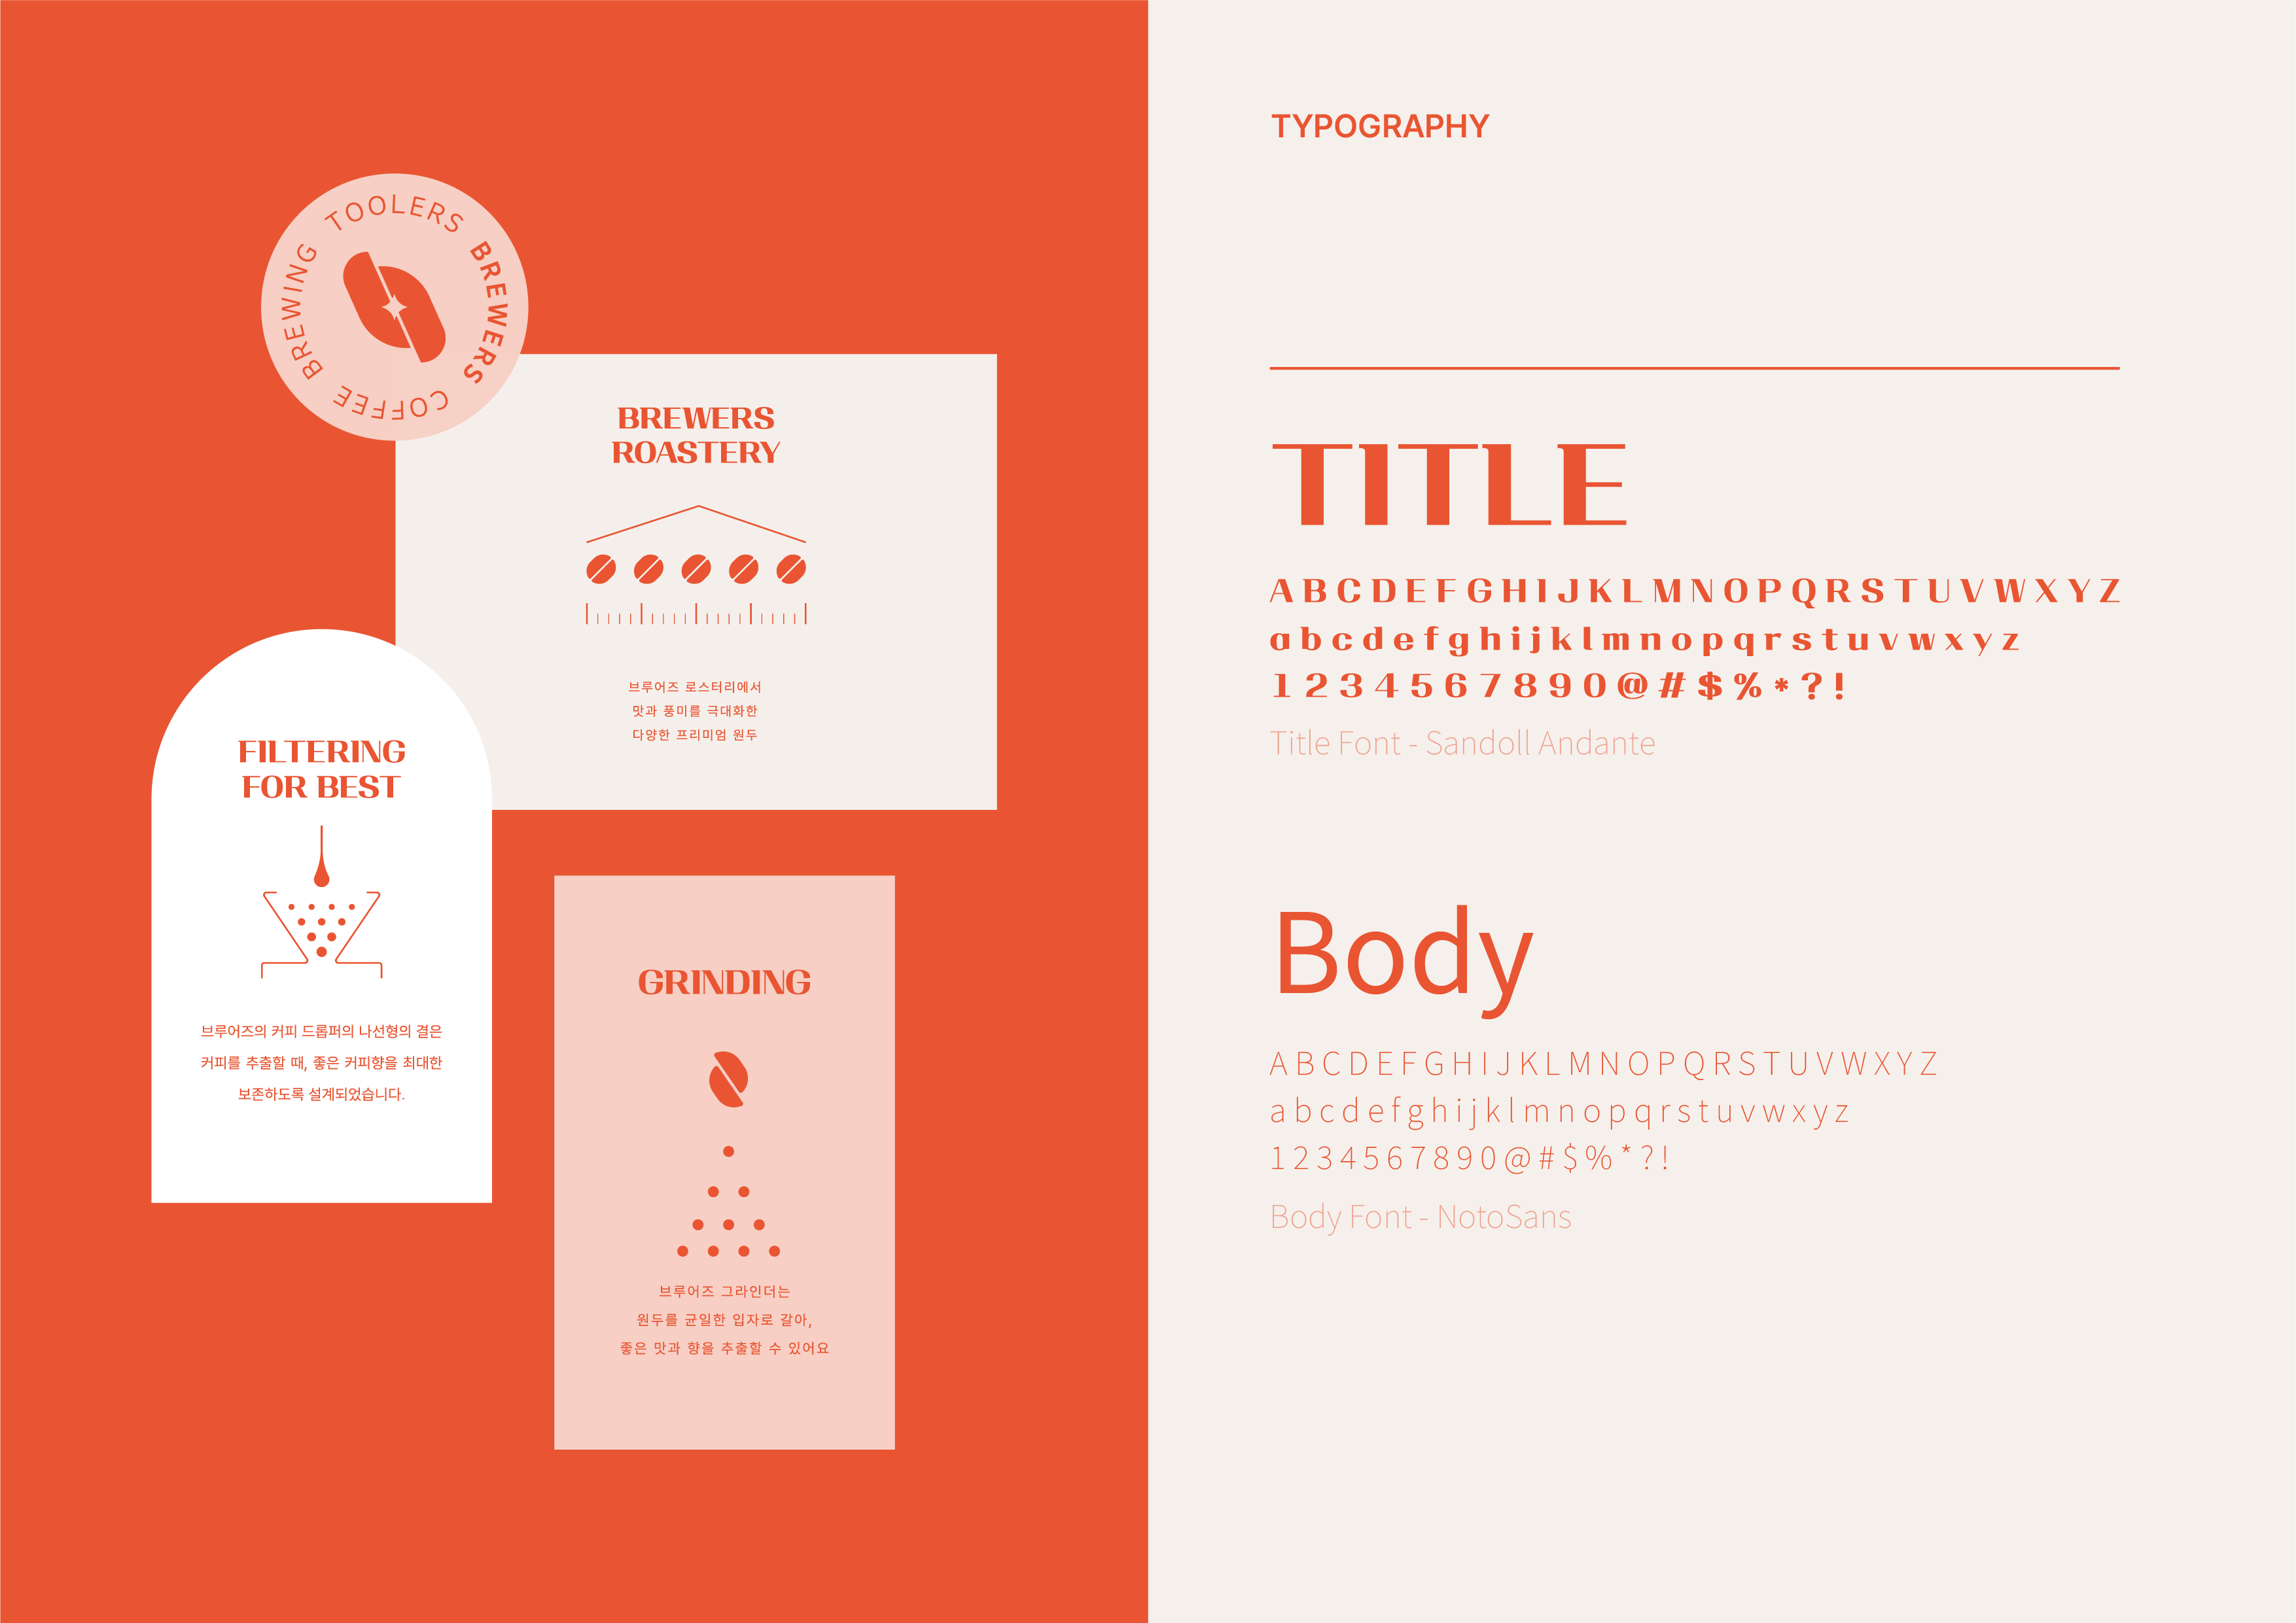 TOOLERS BREWERS COFFEE BREWING
BREWERS
ROASTERY
브루어즈 로스터리에서
맛과 풍미를 극대화한
다양한 프리미엄 원두
FILTERING
FOR BEST
브루어즈의 커피 드롭퍼의 나선형의 결은
커피를 추출할 때, 좋은 커피향을 최대한
보존하도록 설계되었습니다.
GRINDING
브루어즈 그라인더는
원두를 균일한 입자로 갈아,
좋은 맛과 향을 추출할 수 있어요
TYPOGRAPHY
TITLE
A B C D E F G H I J K L M N O P Q R S T U V W X Y Z
a b c d e f g h i j k l m n o p q r s t u v w x y z
1 2 3 4 5 6 7 8 9 0 @ # $ % * ? !
Title Font - Sandoll Andante
Body
A B C D E F G H I J K L M N O P Q R S T U V W X Y Z
a b c d e f g h i j k l m n o p q r s t u v w x y z
1 2 3 4 5 6 7 8 9 0 @ # $ % * ? !
Body Font - NotoSans